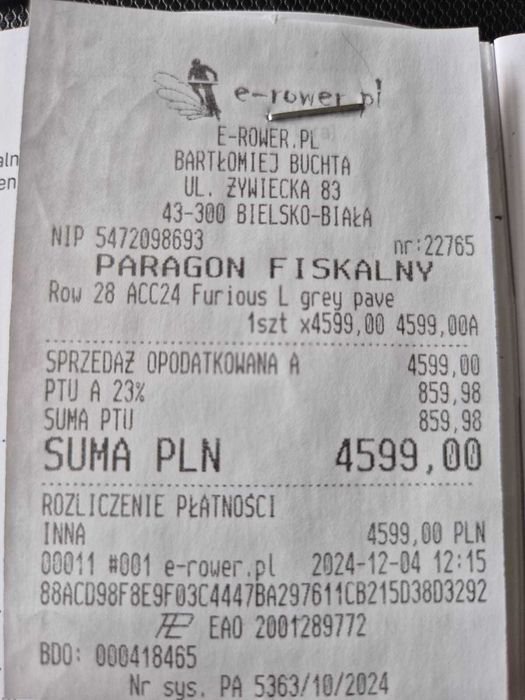 e-rower.pl
E-ROWER.PL
BARTŁOMIEJ BUCHTA
UL. ŻYWIECKA 83
43-300 BIELSKO-BIAŁA
NIP 5472098693 nr:22765
PARAGON FISKALNY
Row 28 ACC24 Furious L grey pave
1szt x4599,00 4599,00A
SPRZEDAŻ OPODATKOWANA A 4599,00
PTU A 23% 859,98
SUMA PTU 859,98
SUMA PLN 4599,00
ROZLICZENIE PŁATNOŚCI
INNA 4599,00 PLN
00011 #001 e-rower.pl 2024-12-04 12:15
88ACD98F8E9F03C4447BA297611CB215D38D3292
EAO 2001289772
BDO: 000418465
Nr sys. PA 5363/10/2024